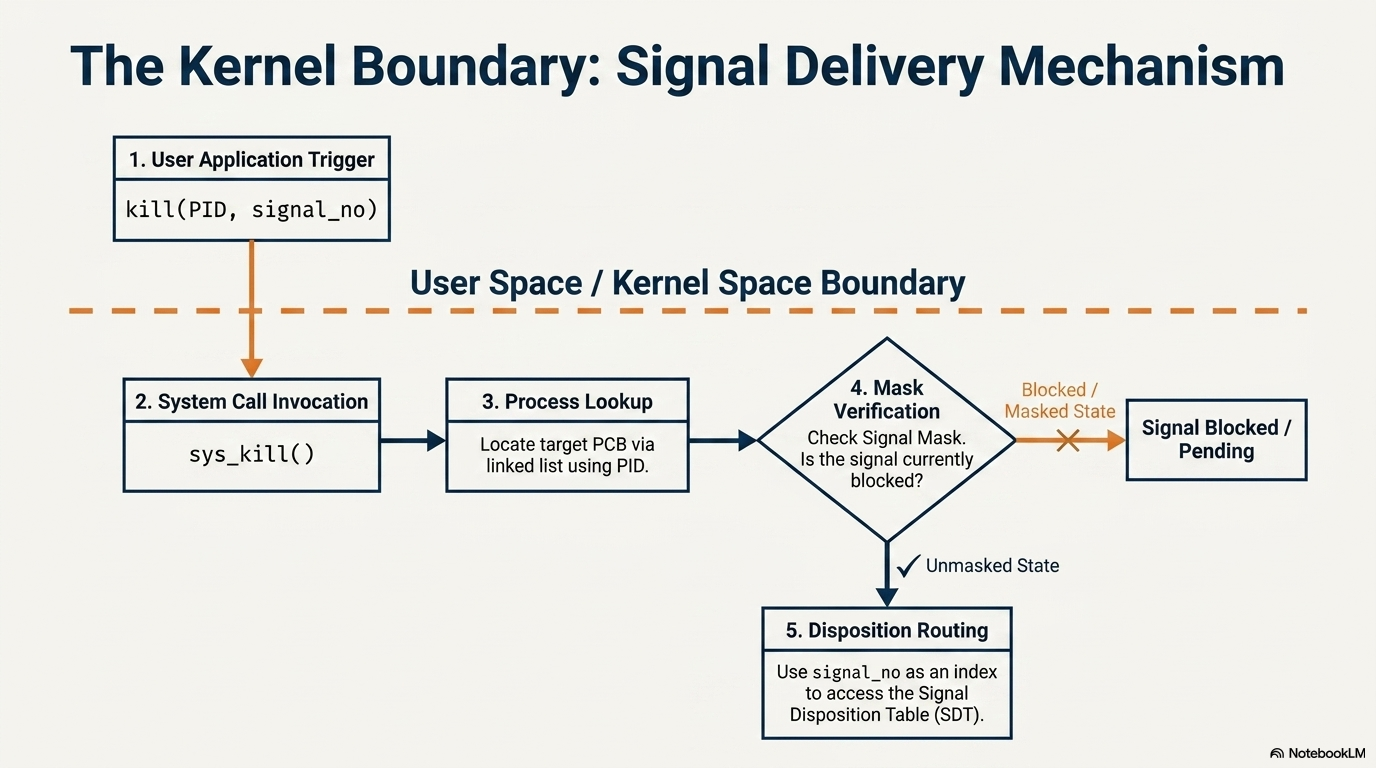 The Kernel Boundary: Signal Delivery Mechanism
1. User Application Trigger
kill(PID, signal_no)
User Space / Kernel Space Boundary
2. System Call Invocation
sys_kill()
3. Process Lookup
Locate target PCB via
linked list using PID.
4. Mask
Verification
Check Signal Mask.
Is the signal currently
blocked?
Blocked /
Masked State
Signal Blocked /
Pending
Unmasked State
5. Disposition Routing
Use signal_no as an index
to access the Signal
Disposition Table (SDT).
NotebookLM